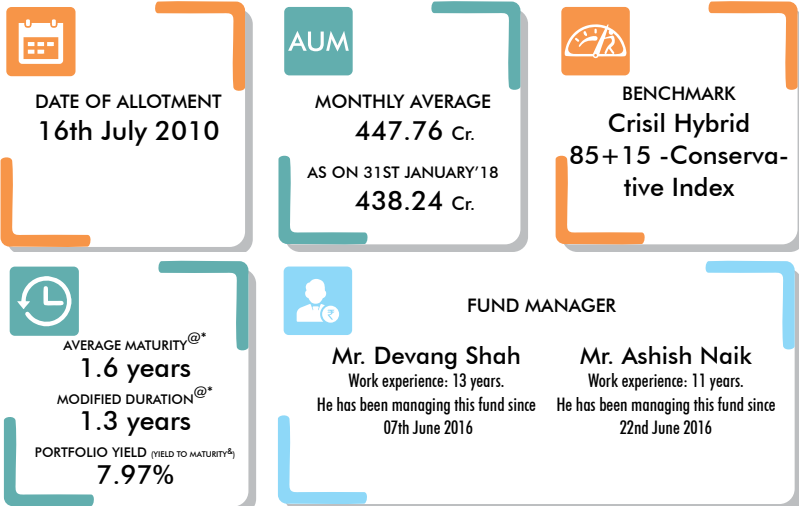 DATE OF ALLOTMENT
16th July 2010
AUM
MONTHLY AVERAGE
447.76 Cr.
AS ON 31ST JANUARY'18
438.24 Cr.
BENCHMARK
Crisil Hybrid
85+15 -Conserva-
tive Index
AVERAGE MATURITY@*
1.6 years
MODIFIED DURATION@*
1.3 years
PORTFOLIO YIELD (YIELD TO MATURITY&)
7.97%
FUND MANAGER
Mr. Devang Shah
Work experience: 13 years.
He has been managing this fund since
07th June 2016
Mr. Ashish Naik
Work experience: 11 years.
He has been managing this fund since
22nd June 2016